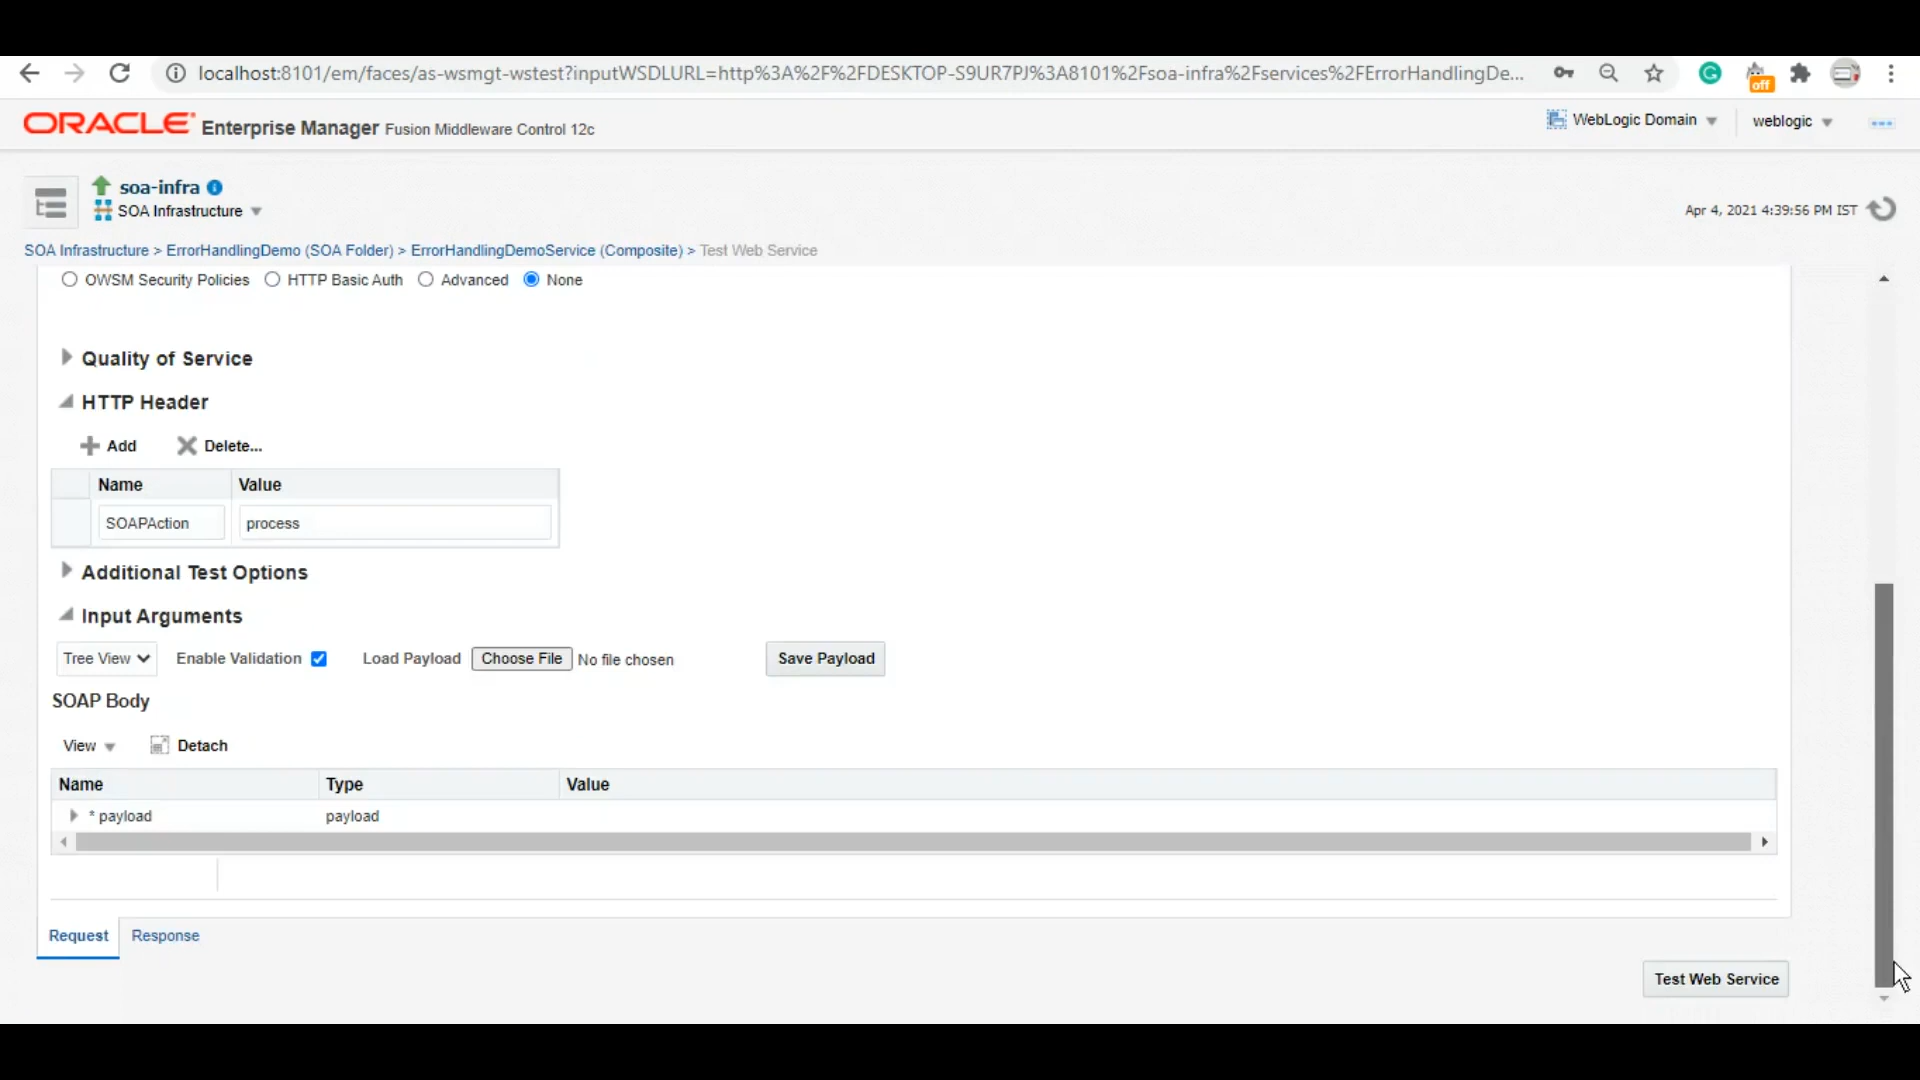 localhost:8101/em/faces/as-wsmgt-wstest?inputWSDLURL=http%3A%2F%2FDESKTOP-S9UR7PJ%3A8101%2Fsoa-infra%2Fservices%2FErrorHandlingDe...
off
ORACLE Enterprise Manager Fusion Middleware Control 12c
WebLogic Domain weblogic
soa-infra
SOA Infrastructure
Apr 4, 2021 4:39:56 PM IST
SOA Infrastructure > ErrorHandlingDemo (SOA Folder) > ErrorHandlingDemoService (Composite) > Test Web Service
OWSM Security Policies HTTP Basic Auth Advanced None
Quality of Service
HTTP Header
Add Delete...
Name Value
SOAPAction process
Additional Test Options
Input Arguments
Tree View Enable Validation Load Payload Choose File No file chosen Save Payload
SOAP Body
View Detach
Name Type Value
* payload payload
Request Response
Test Web Service